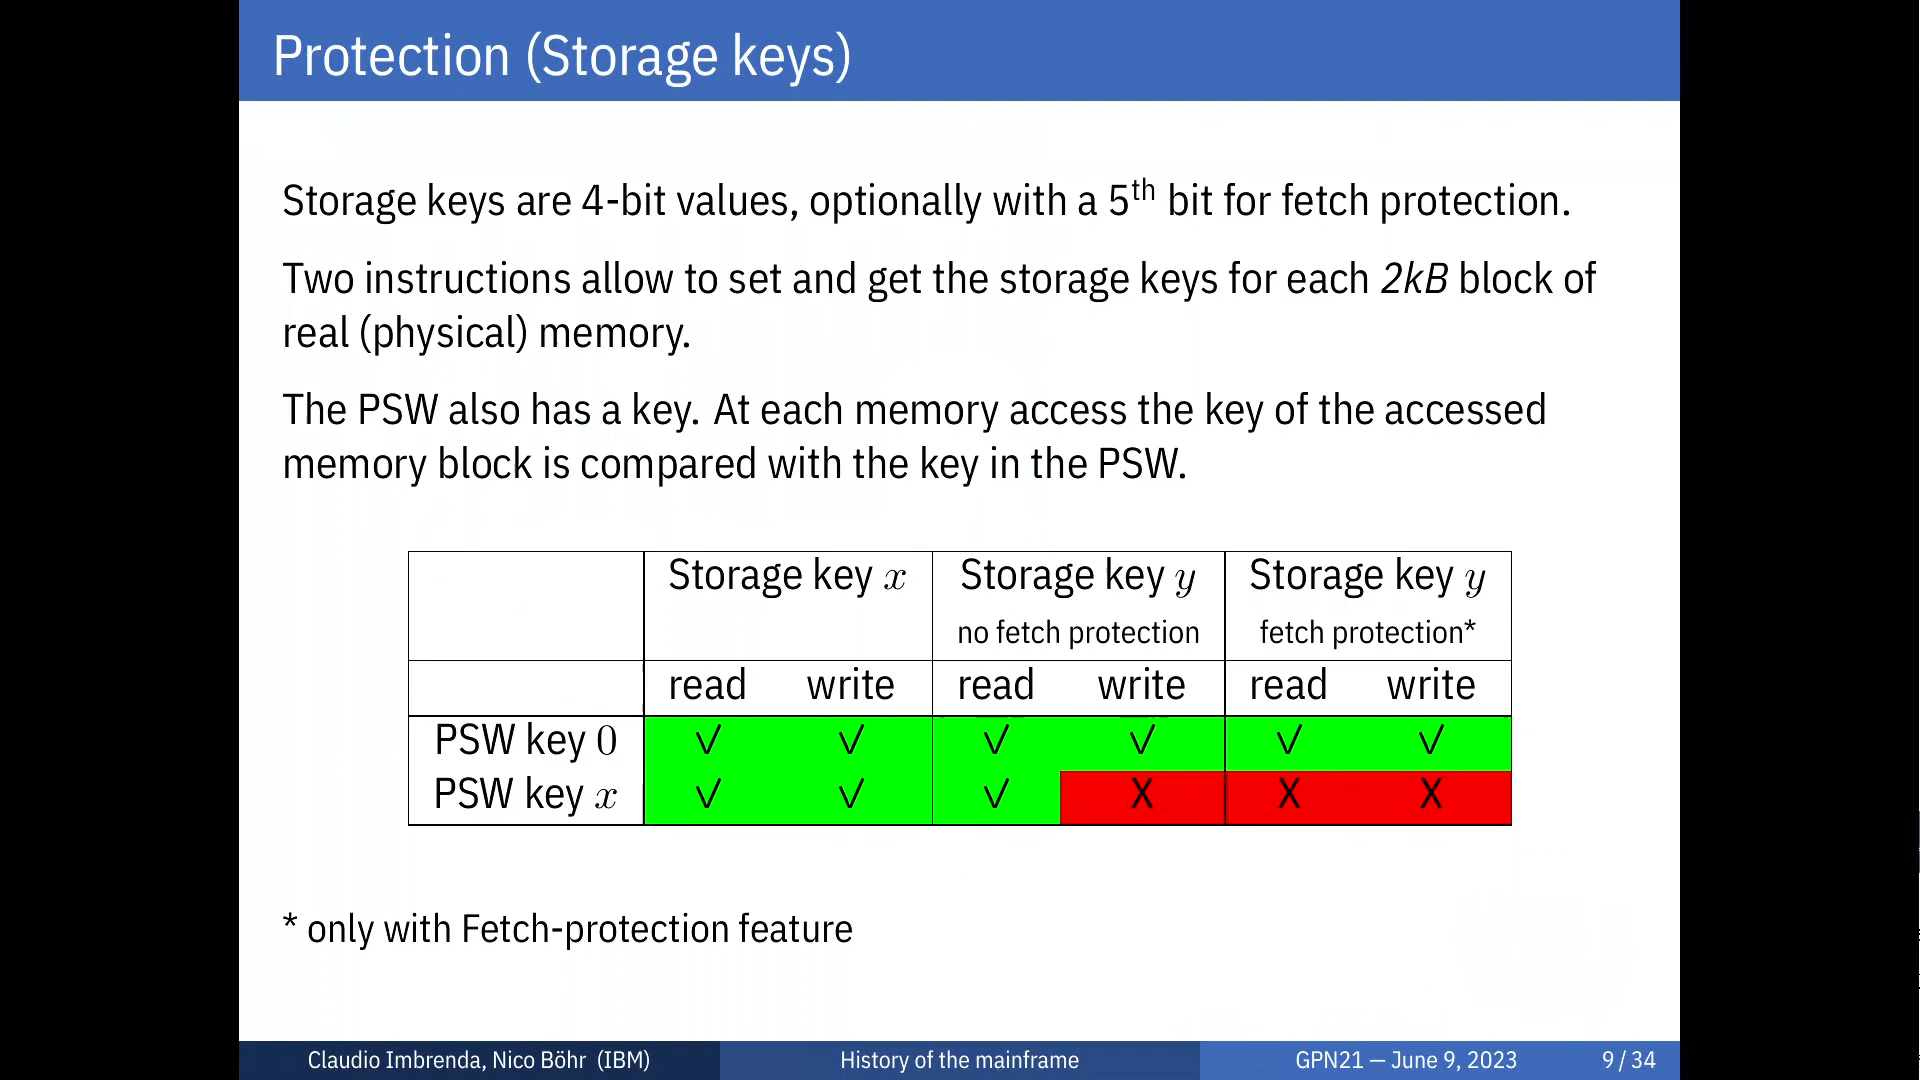 Protection (Storage keys)
Storage keys are 4-bit values, optionally with a 5th bit for fetch protection.
Two instructions allow to set and get the storage keys for each 2kB block of
real (physical) memory.
The PSW also has a key. At each memory access the key of the accessed
memory block is compared with the key in the PSW.
Storage key x Storage key y Storage key y
no fetch protection fetch protection*
read write read write read write
PSW key 0 √ √ √ √ √ √
PSW key x √ √ √ X X X
* only with Fetch-protection feature
Claudio Imbrenda, Nico Böhr (IBM) History of the mainframe GPN21 — June 9, 2023 9 / 34